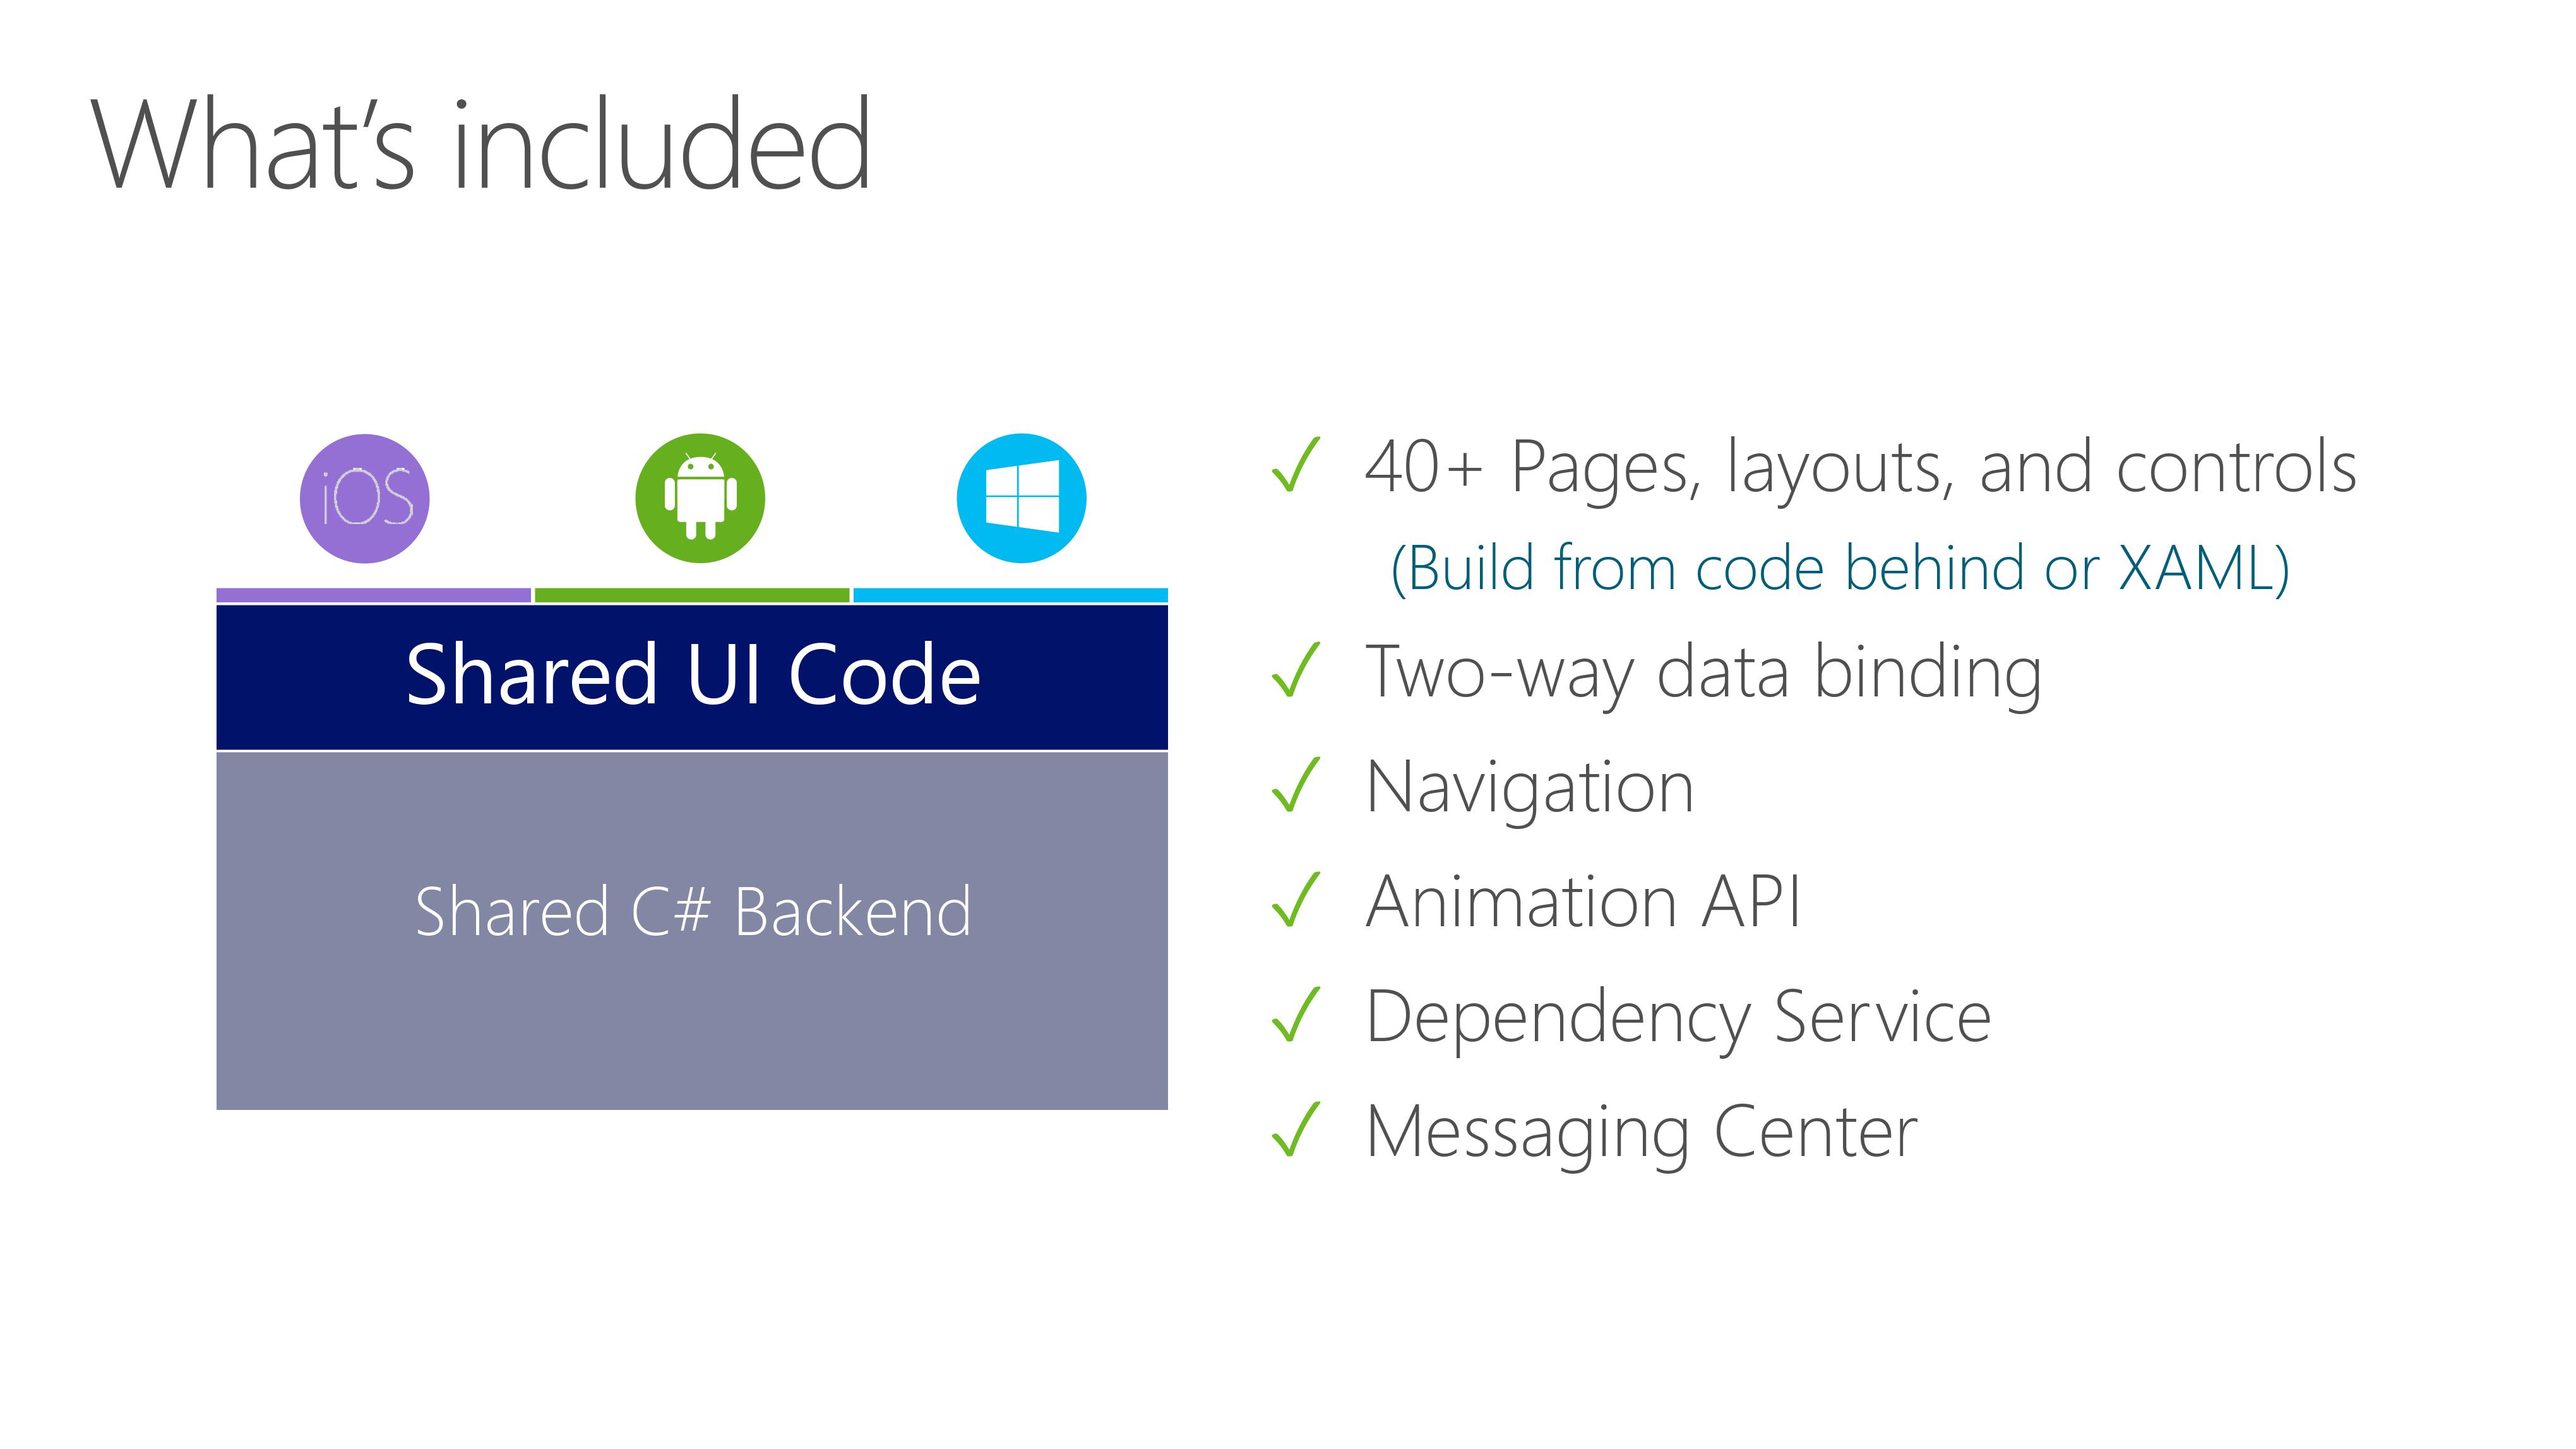 What's included
iOS
Shared UI Code
Shared C# Backend
✓ 40+ Pages, layouts, and controls
(Build from code behind or XAML)
✓ Two-way data binding
✓ Navigation
✓ Animation API
✓ Dependency Service
✓ Messaging Center